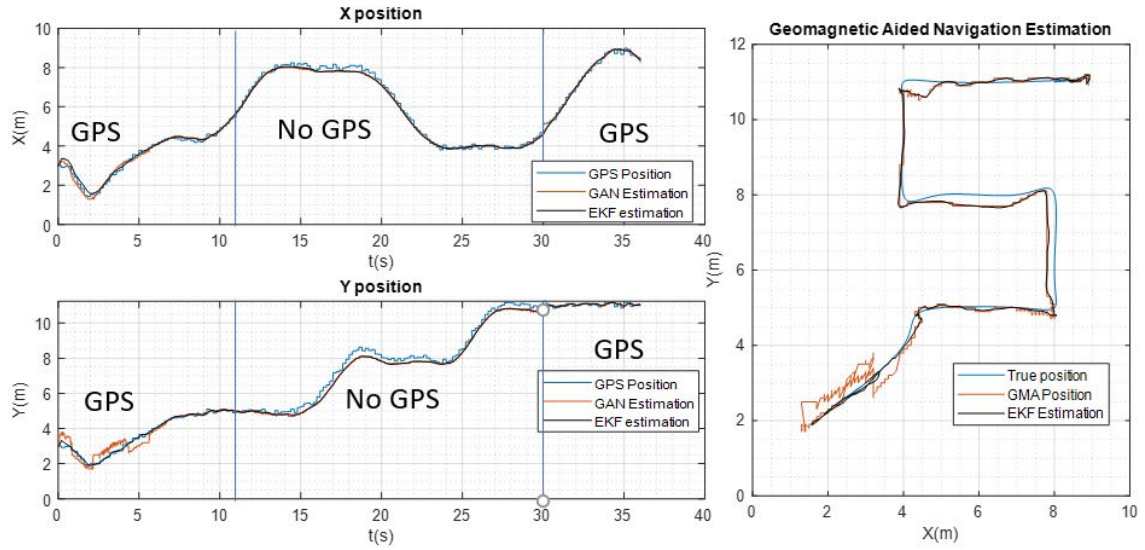 X position
10
8
6
4
2
0
X(m)
GPS
No GPS
GPS
GPS Position
GAN Estimation
EKF estimation
0 5 10 15 20 25 30 35 40
t(s)
Y position
10
8
6
4
2
0
Y(m)
GPS
No GPS
GPS
GPS Position
GAN Estimation
EKF estimation
0 5 10 15 20 25 30 35 40
t(s)
Geomagnetic Aided Navigation Estimation
12
10
8
6
4
2
0
Y(m)
True position
GMA Position
EKF Estimation
0 2 4 6 8 10
X(m)